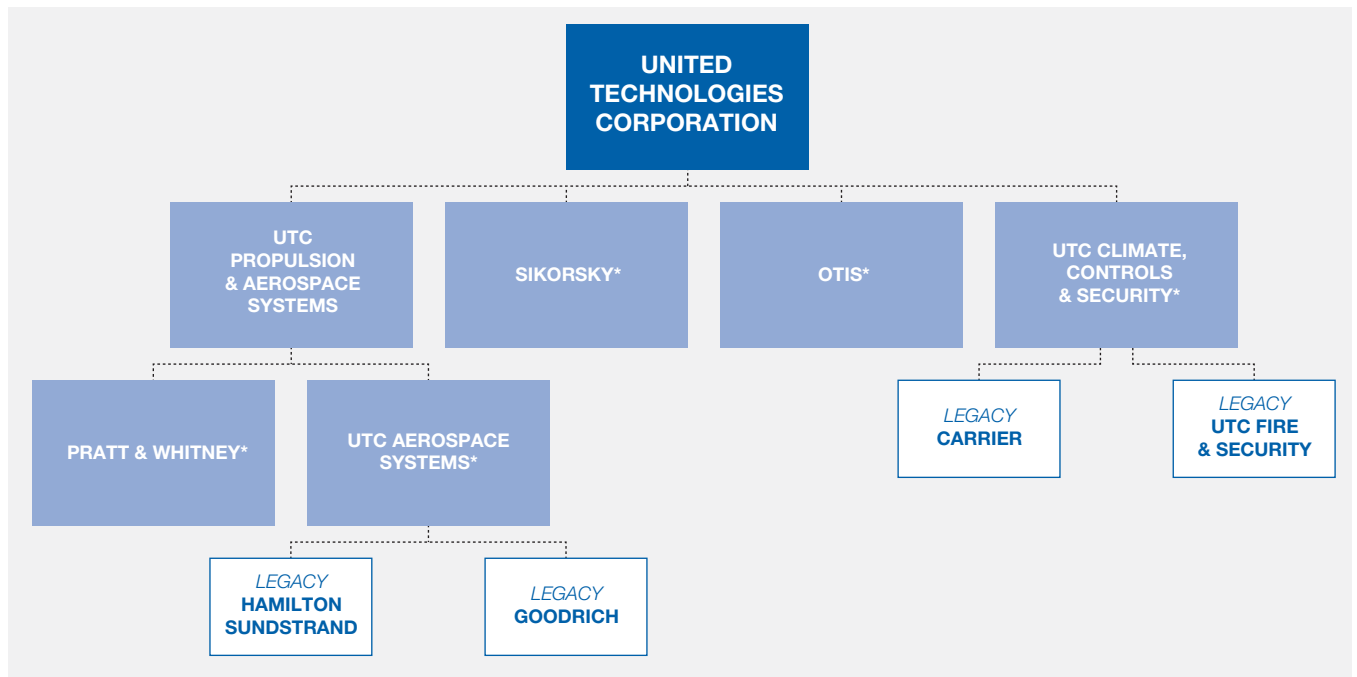 UNITED
TECHNOLOGIES
CORPORATION
UTC
PROPULSION
& AEROSPACE
SYSTEMS
SIKORSKY*
OTIS*
UTC CLIMATE,
CONTROLS
& SECURITY*
PRATT & WHITNEY*
UTC AEROSPACE
SYSTEMS*
LEGACY
CARRIER
LEGACY
UTC FIRE
& SECURITY
LEGACY
HAMILTON
SUNDSTRAND
LEGACY
GOODRICH